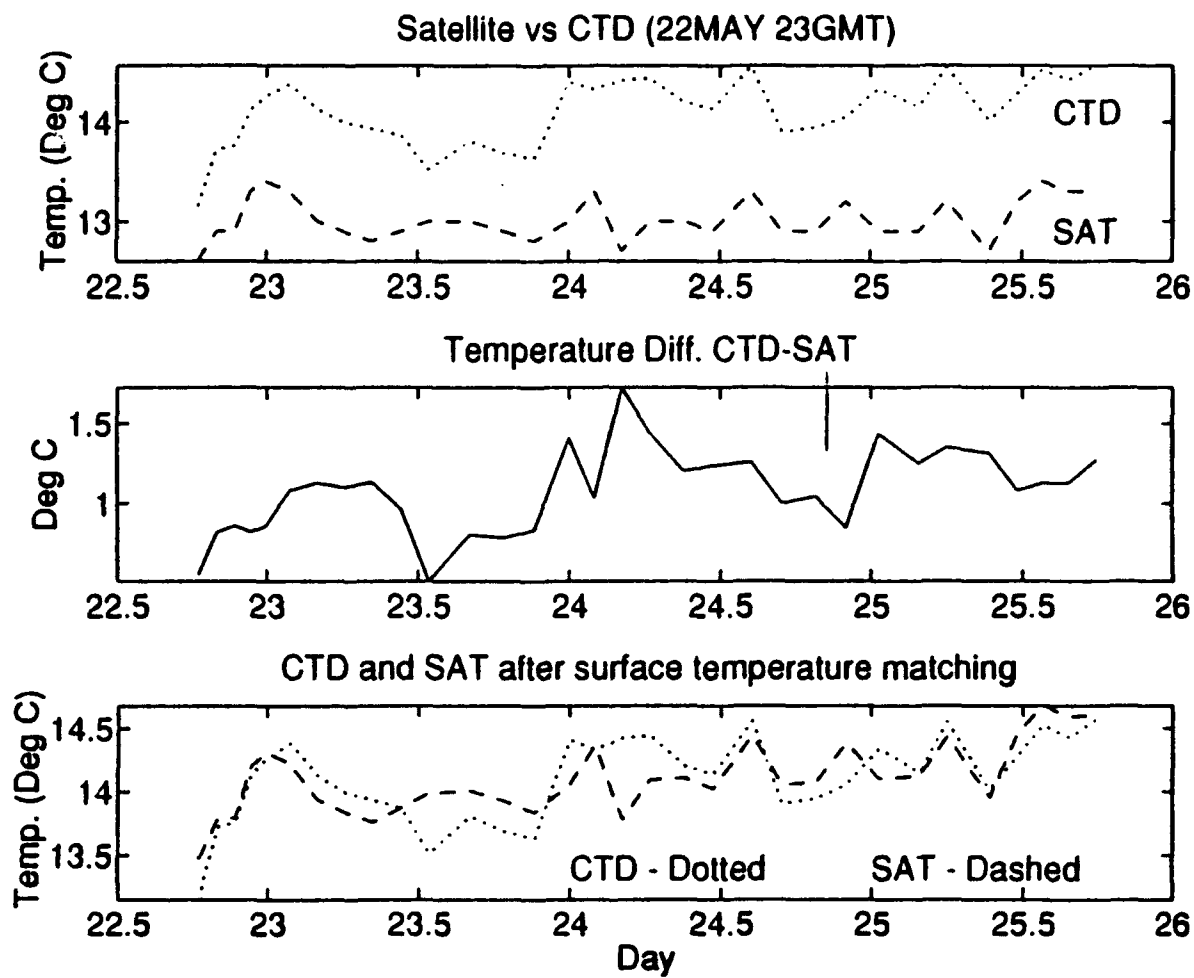 Satellite vs CTD (22MAY 23GMT)
Temp. (Deg C)
14
13
CTD
SAT
22.5 23 23.5 24 24.5 25 25.5 26
Temperature Diff. CTD-SAT
Deg C
1.5
1
22.5 23 23.5 24 24.5 25 25.5 26
CTD and SAT after surface temperature matching
Temp. (Deg C)
14.5
14
13.5
CTD - Dotted SAT - Dashed
22.5 23 23.5 24 24.5 25 25.5 26
Day